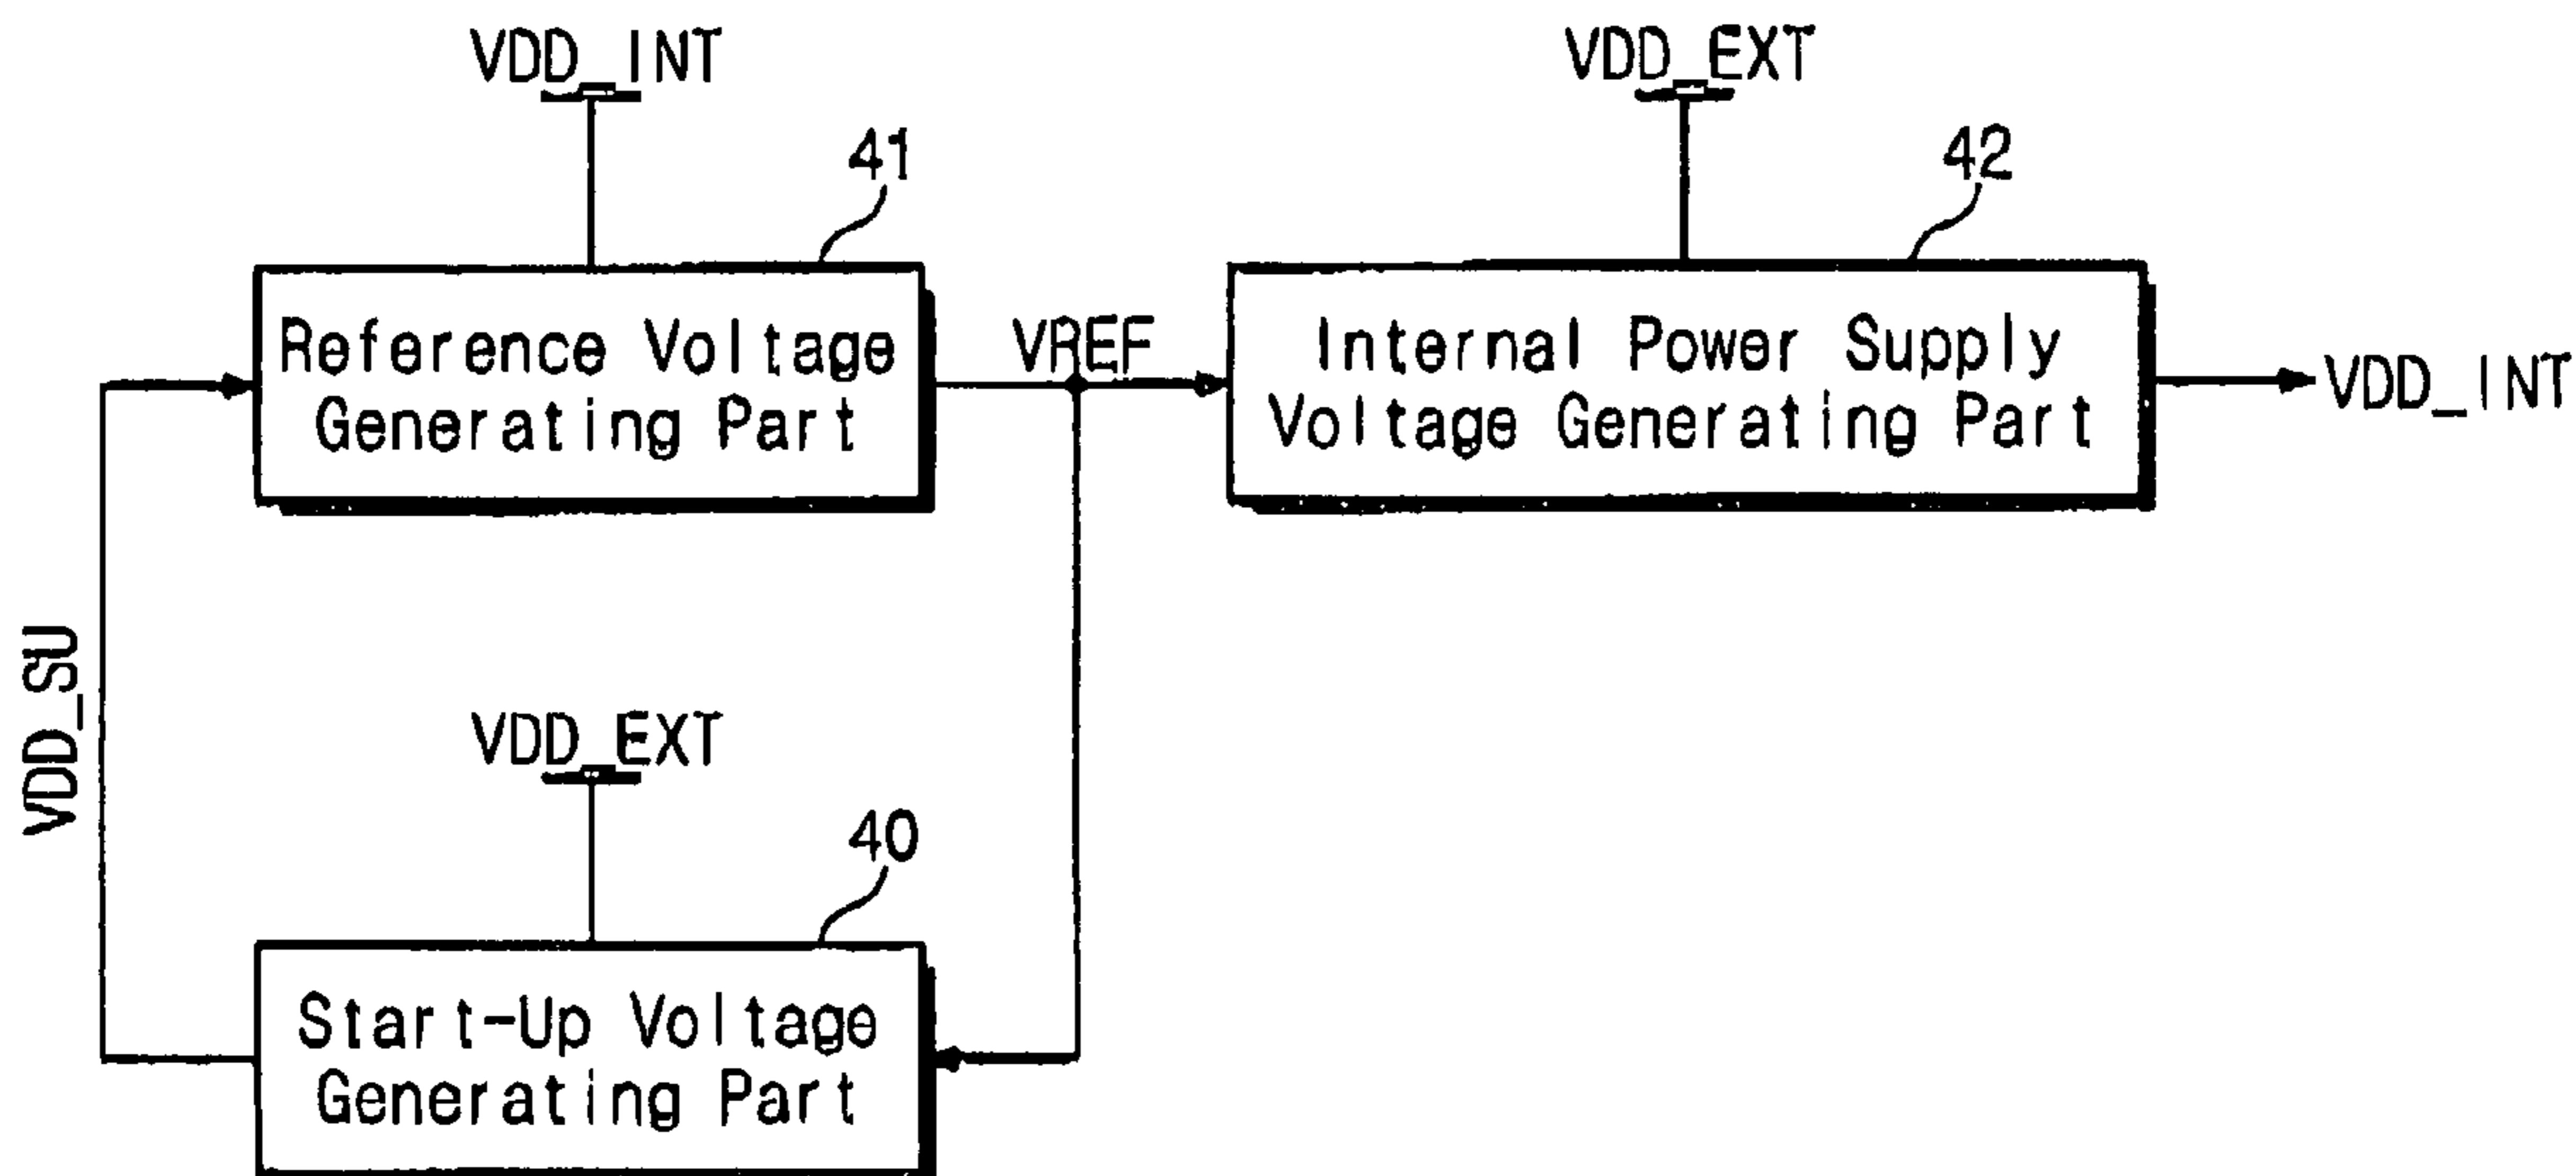 VDD_INT
VDD_EXT
41
42
Reference Voltage
Generating Part
VREF
Internal Power Supply
Voltage Generating Part
VDD_INT
VDD_SU
VDD_EXT
40
Start-Up Voltage
Generating Part